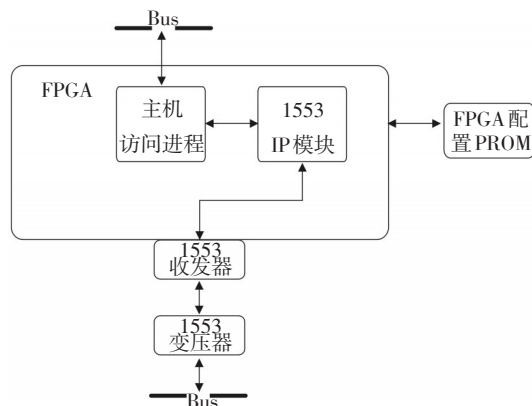 Bus
FPGA
主机
访问进程
1553
IP模块
FPGA配
置PROM
1553
收发器
1553
变压器
Bus